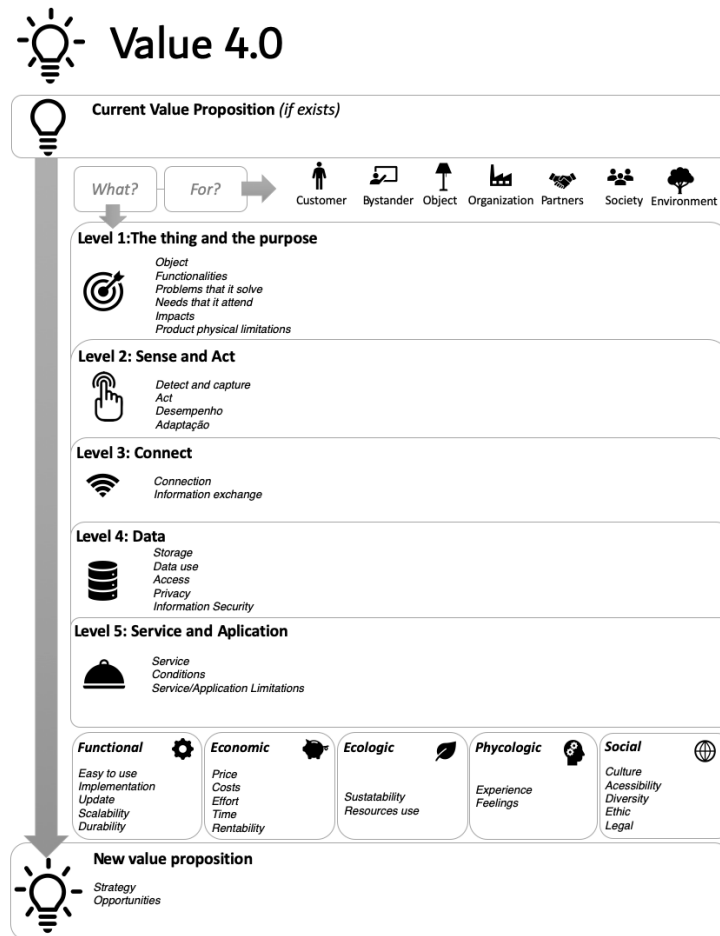 Value 4.0
Current Value Proposition (if exists)
What?
For?
Customer
Bystander
Object
Organization
Partners
Society
Environment
Level 1:The thing and the purpose
Object
Functionalities
Problems that it solve
Needs that it attend
Impacts
Product physical limitations
Level 2: Sense and Act
Detect and capture
Act
Desempenho
Adaptação
Level 3: Connect
Connection
Information exchange
Level 4: Data
Storage
Data use
Access
Privacy
Information Security
Level 5: Service and Aplication
Service
Conditions
Service/Application Limitations
Functional
Easy to use
Implementation
Update
Scalability
Durability
Economic
Price
Costs
Effort
Time
Rentability
Ecologic
Sustatability
Resources use
Phycologic
Experience
Feelings
Social
Culture
Acessibility
Diversity
Ethic
Legal
New value proposition
Strategy
Opportunities